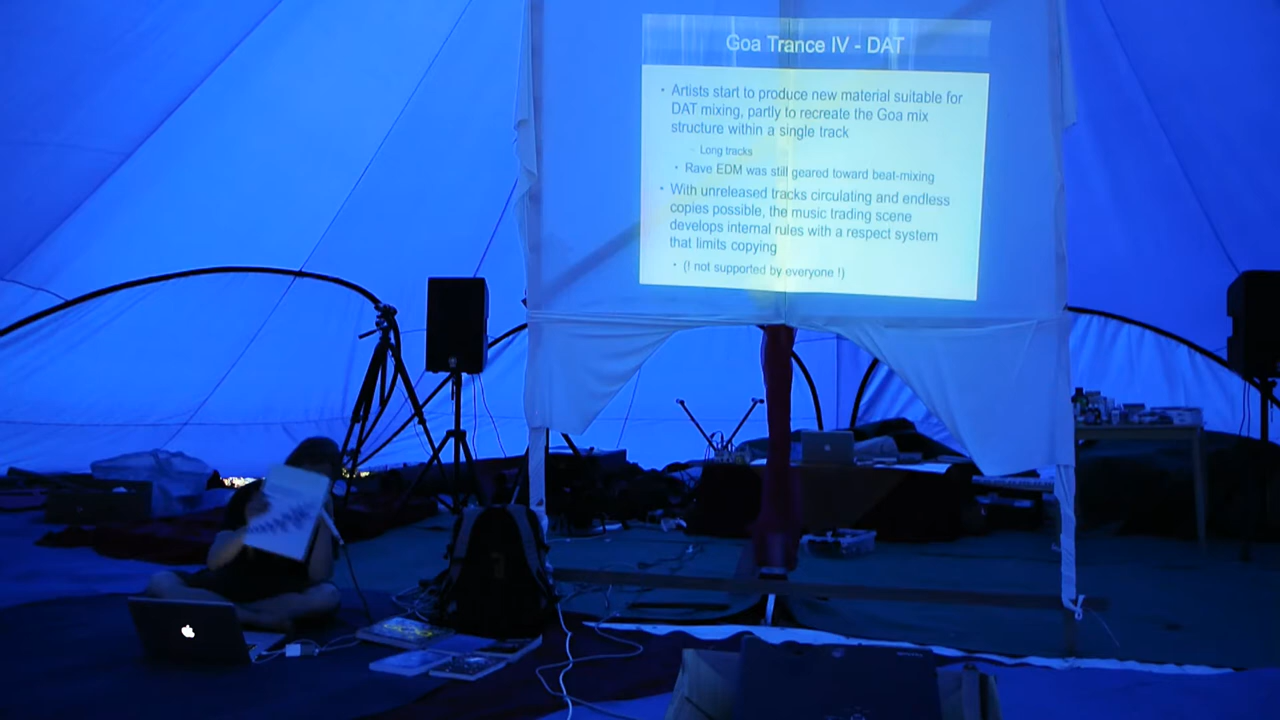 Goa Trance IV - DAT
• Artists start to produce new material suitable for
DAT mixing, partly to recreate the Goa mix
structure within a single track
– Long tracks
• Rave EDM was still geared toward beat-mixing
• With unreleased tracks circulating and endless
copies possible, the music trading scene
develops internal rules with a respect system
that limits copying
• (! not supported by everyone !)